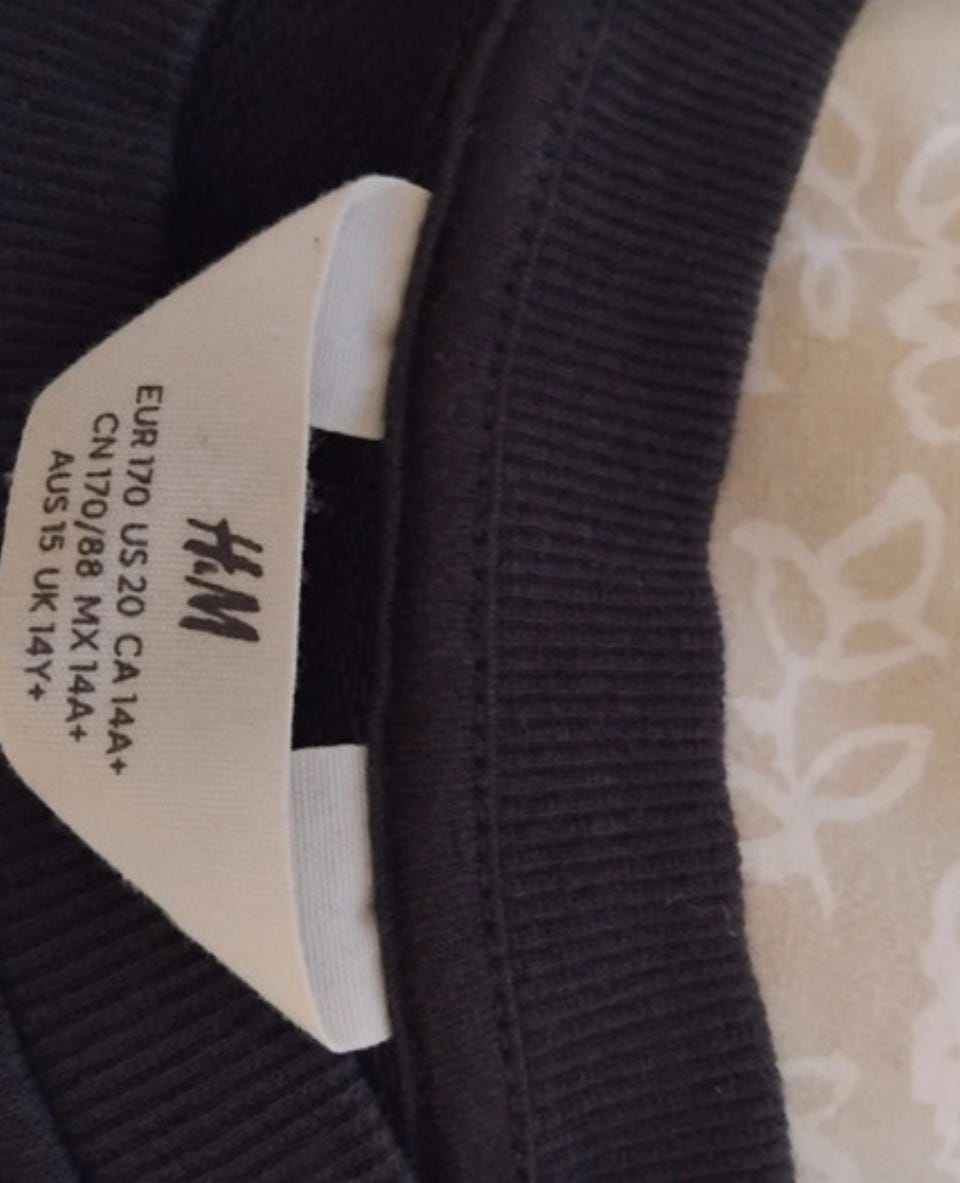 H&M
EUR 170 US 20 CA 14A+
CN 170/88 MX 14A+
AUS 15 UK 14Y+